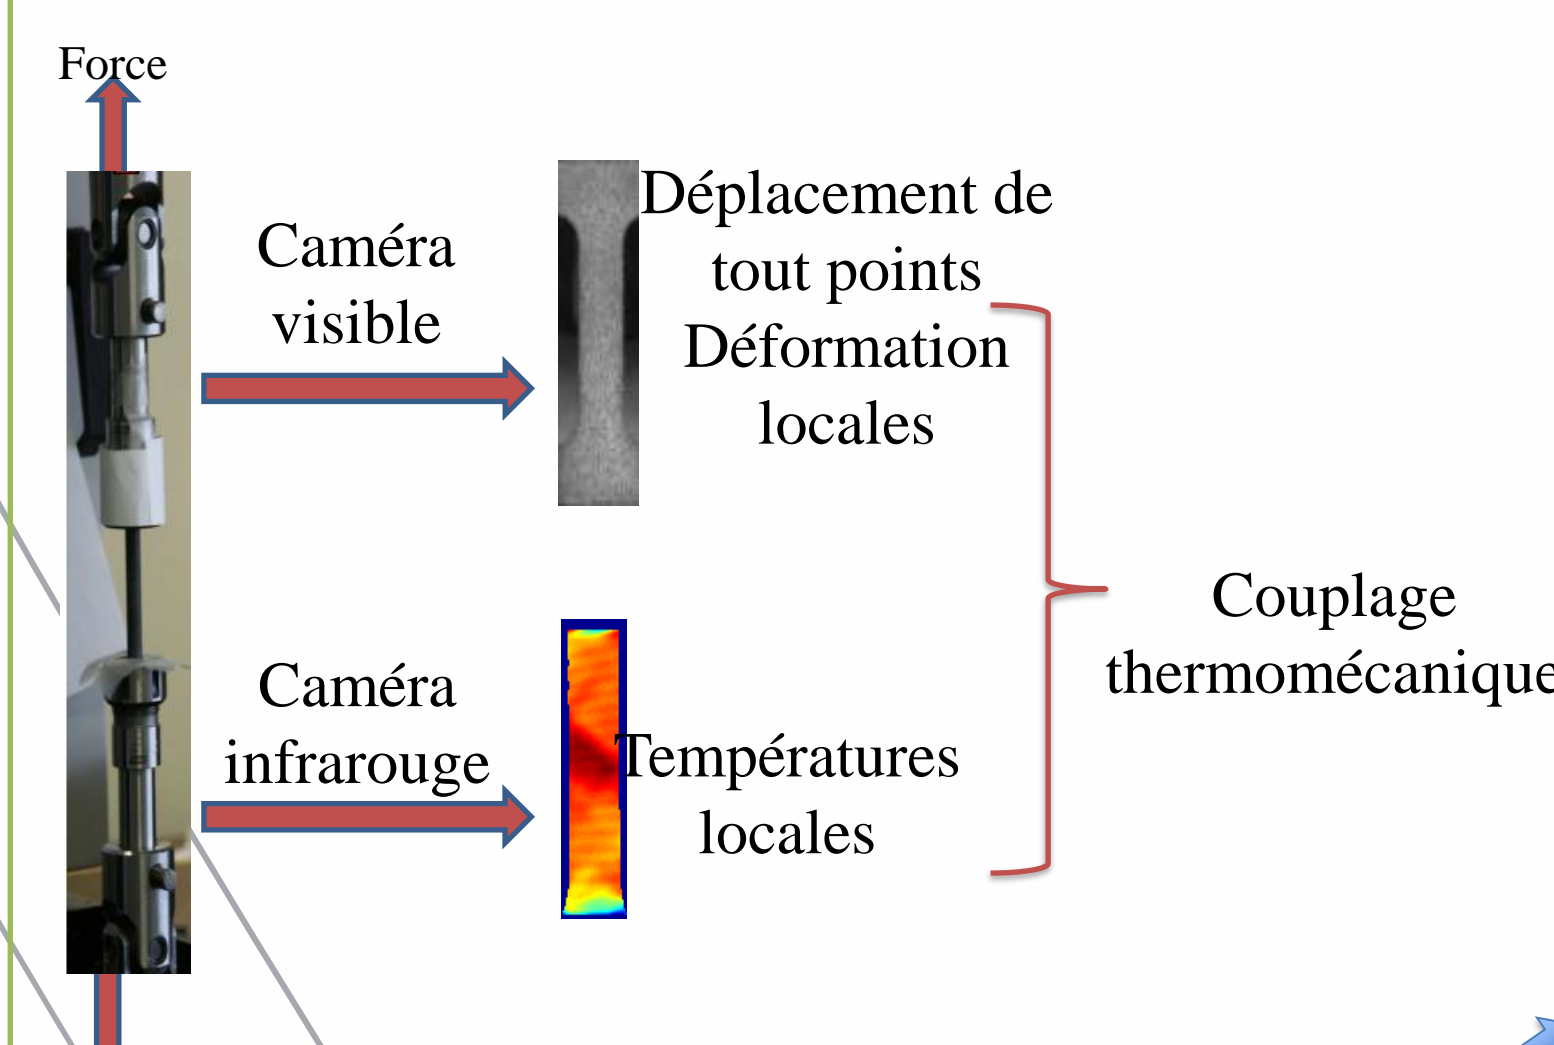 Force
Caméra
visible
Déplacement de
tout points
Déformation
locales
Caméra
infrarouge
Températures
locales
Couplage
thermomécanique